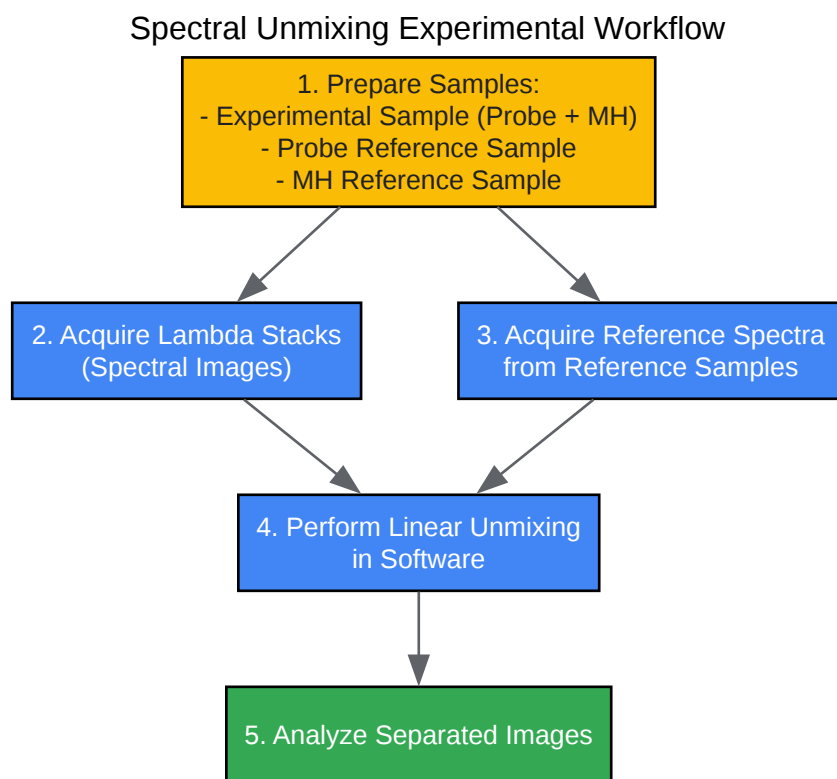 Spectral Unmixing Experimental Workflow
1. Prepare Samples:
- Experimental Sample (Probe + MH)
- Probe Reference Sample
- MH Reference Sample
2. Acquire Lambda Stacks
(Spectral Images)
3. Acquire Reference Spectra
from Reference Samples
4. Perform Linear Unmixing
in Software
5. Analyze Separated Images